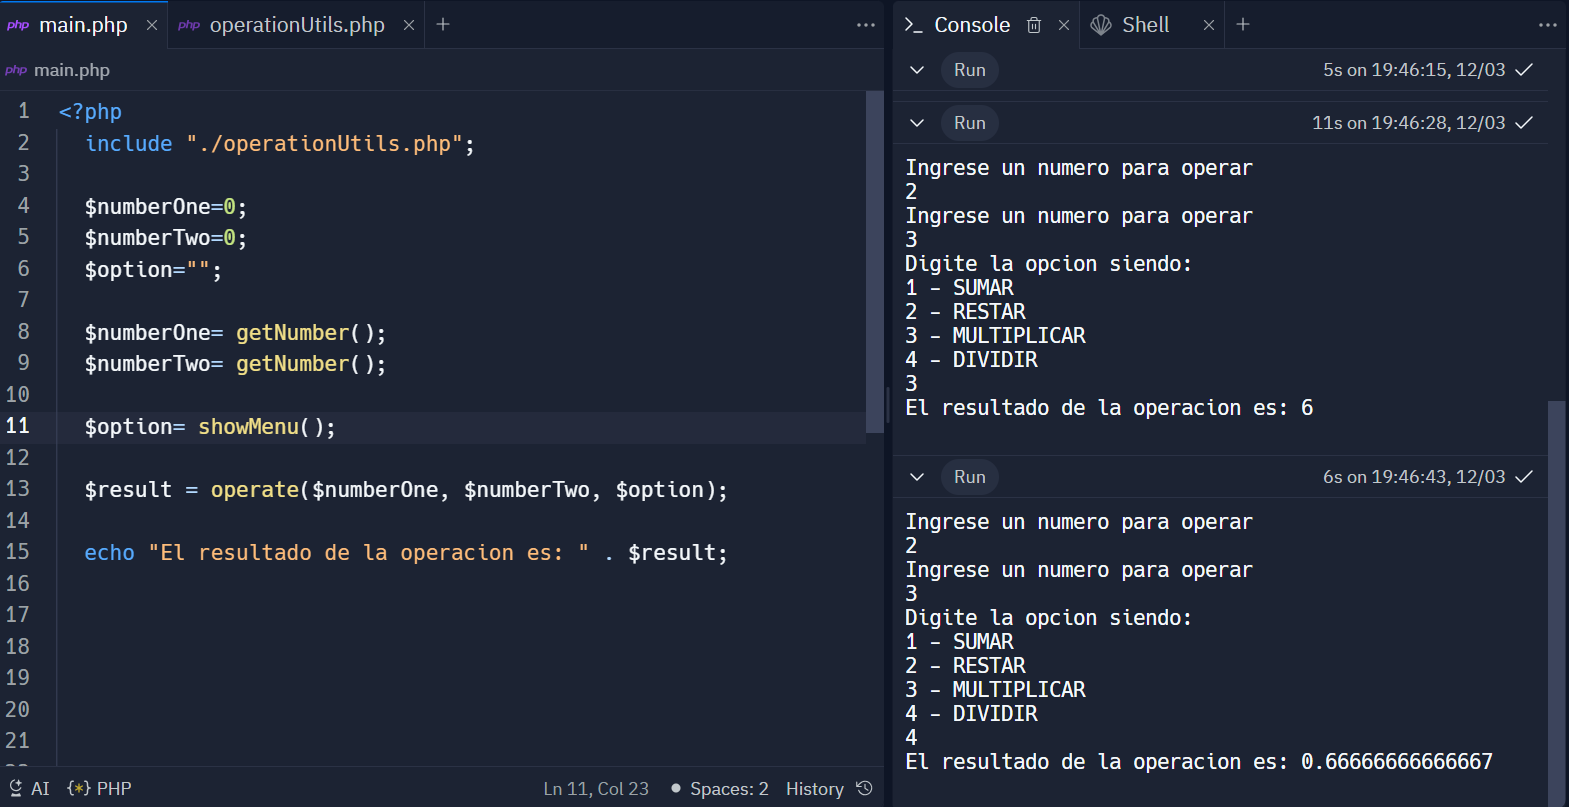 php main.php × php operationUtils.php × +
php main.php
1 <?php
2 include "./operationUtils.php";
3
4 $numberOne=0;
5 $numberTwo=0;
6 $option="";
7
8 $numberOne= getNumber();
9 $numberTwo= getNumber();
10
11 $option= showMenu();
12
13 $result = operate($numberOne, $numberTwo, $option);
14
15 echo "El resultado de la operacion es: " . $result;
16
17
18
19
20
21
AI {*} PHP Ln 11, Col 23 Spaces: 2 History
>_ Console × Shell × +
Run 5s on 19:46:15, 12/03
Run 11s on 19:46:28, 12/03
Ingrese un numero para operar
2
Ingrese un numero para operar
3
Digite la opcion siendo:
1 - SUMAR
2 - RESTAR
3 - MULTIPLICAR
4 - DIVIDIR
3
El resultado de la operacion es: 6
Run 6s on 19:46:43, 12/03
Ingrese un numero para operar
2
Ingrese un numero para operar
3
Digite la opcion siendo:
1 - SUMAR
2 - RESTAR
3 - MULTIPLICAR
4 - DIVIDIR
4
El resultado de la operacion es: 0.66666666666667